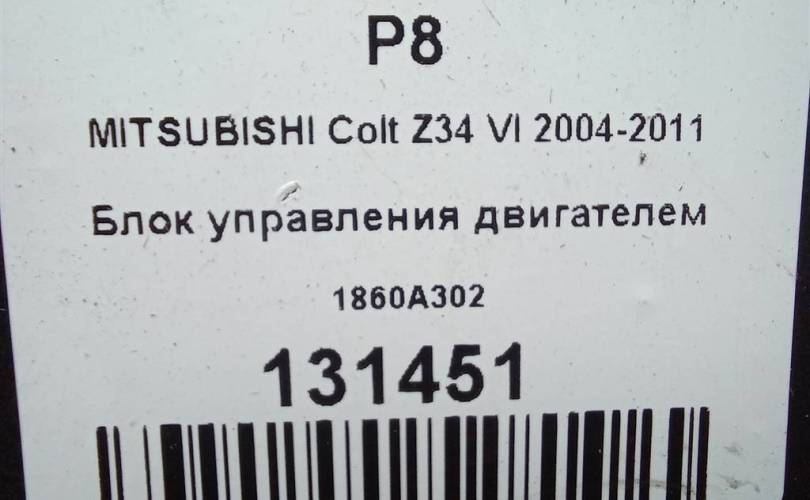 P8
MITSUBISHI Colt Z34 VI 2004-2011
Блок управления двигателем
1860A302
131451